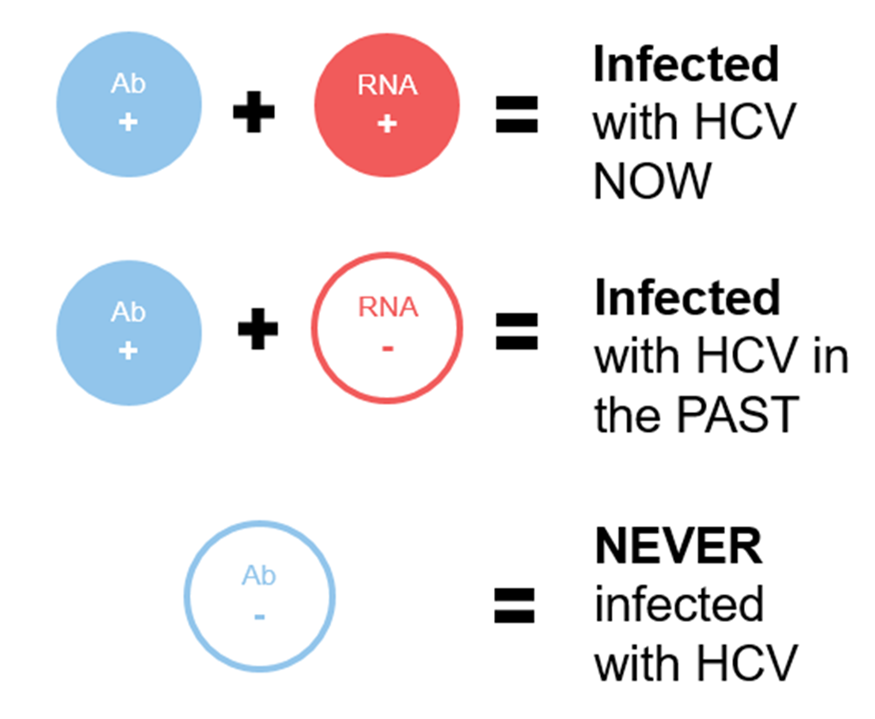 Ab
+
+
RNA
+
=
Infected
with HCV
NOW
Ab
+
+
RNA
-
=
Infected
with HCV in
the PAST
Ab
-
=
NEVER
infected
with HCV